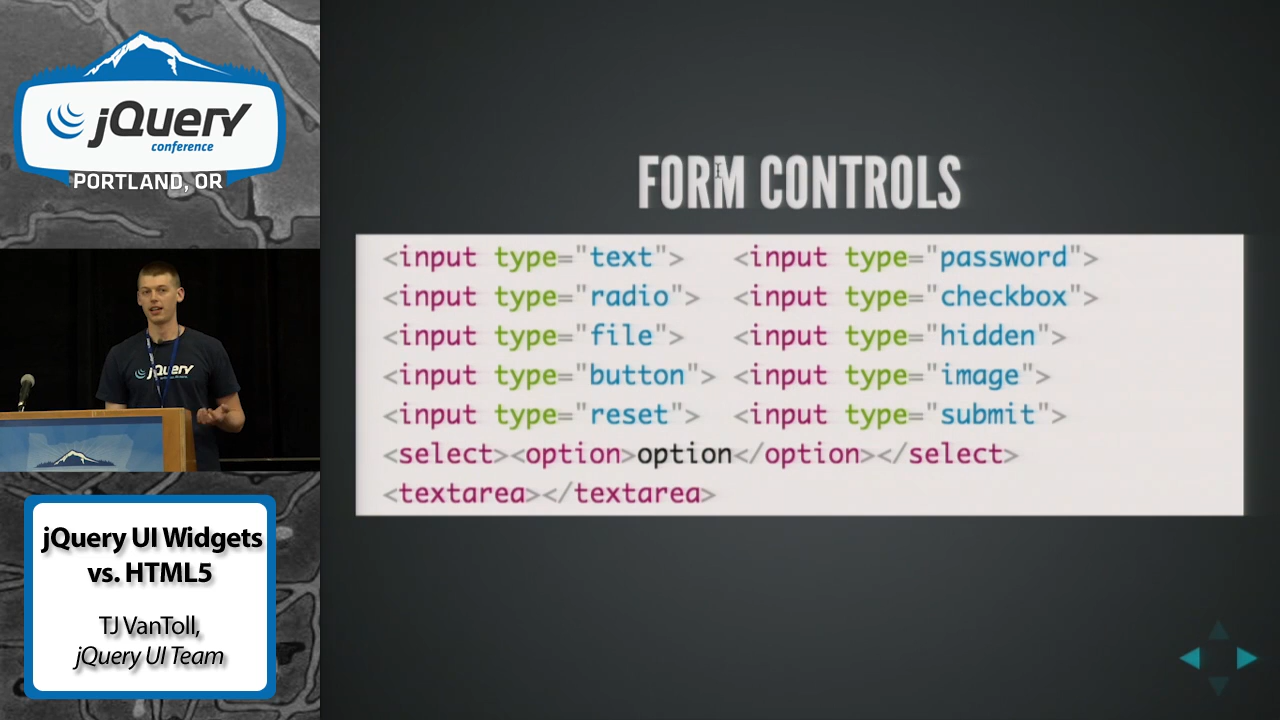 jQuery
conference
PORTLAND, OR
jQuery
jQuery UI Widgets
vs. HTML5
TJ VanToll,
jQuery UI Team
FORM CONTROLS
<input type="text"> <input type="password">
<input type="radio"> <input type="checkbox">
<input type="file"> <input type="hidden">
<input type="button"> <input type="image">
<input type="reset"> <input type="submit">
<select><option>option</option></select>
<textarea></textarea>